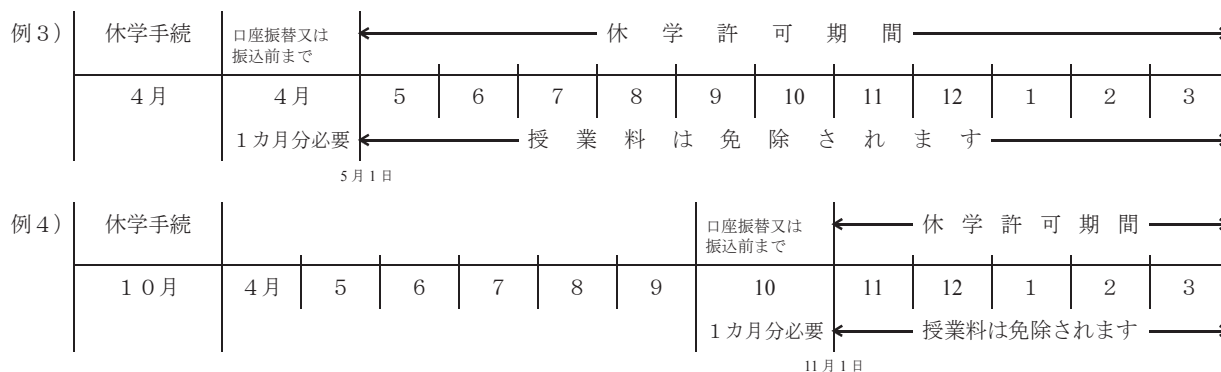 例３） 休学手続 口座振替又は 休 学 許 可 期 間
振込前まで
４月 ４月 ５ ６ ７ ８ ９ 10 11 12 １ ２ ３
１カ月分必要 授 業 料 は 免 除 さ れ ま す
５月１日
例４） 休学手続 口座振替又は 休 学 許 可 期 間
振込前まで
１０月 ４月 ５ ６ ７ ８ ９ 10 11 12 １ ２ ３
１カ月分必要 授業料は免除されます
11月１日